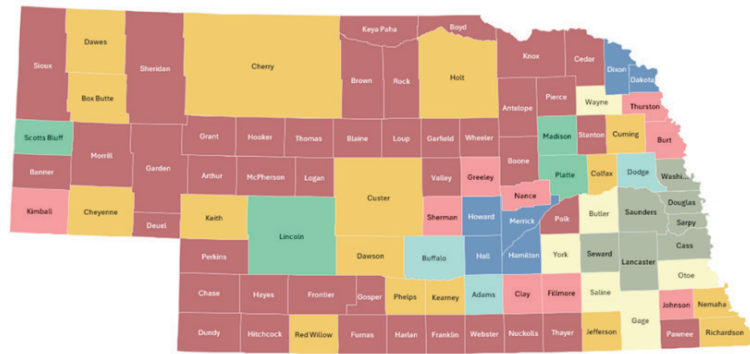 Keya Paha
Boyd
Dawes
Sioux
Sheridan
Cherry
Knox
Cedar
Dixon
Dakota
Brown
Rock
Holt
Box Butte
Antelope
Pierce
Wayne
Thurston
Scotts Bluff
Grant
Hooker
Thomas
Blaine
Loup
Garfield
Wheeler
Madison
Stanton
Cuming
Burt
Morrill
Garden
Banner
Arthur
McPherson
Logan
Custer
Valley
Greeley
Boone
Platte
Colfax
Dodge
Washi...
Kimball
Cheyenne
Deuel
Keith
Lincoln
Sherman
Howard
Nance
Merrick
Polk
Butler
Saunders
Douglas
Sarpy
Perkins
Dawson
Buffalo
Hall
Hamilton
York
Seward
Lancaster
Cass
Otoe
Chase
Hayes
Frontier
Gosper
Phelps
Kearney
Adams
Clay
Fillmore
Saline
Johnson
Nemaha
Dundy
Hitchcock
Red Willow
Furnas
Harlan
Franklin
Webster
Nuckolls
Thayer
Jefferson
Gage
Pawnee
Richardson